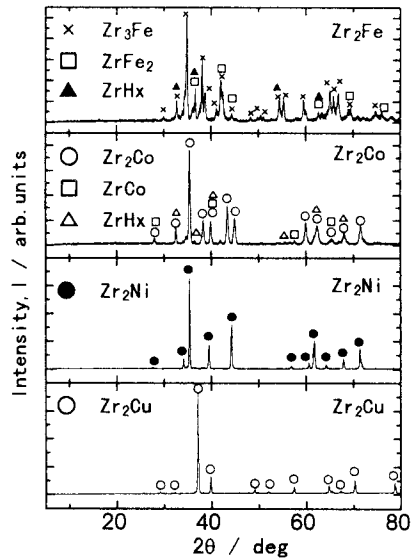 × Zr₃Fe
□ ZrFe₂
▲ ZrHx
Zr₂Fe
○ Zr₂Co
□ ZrCo
△ ZrHx
Zr₂Co
● Zr₂Ni
Zr₂Ni
○ Zr₂Cu
Zr₂Cu
Intensity, I / arb. units
20 40 60 80
2θ / deg